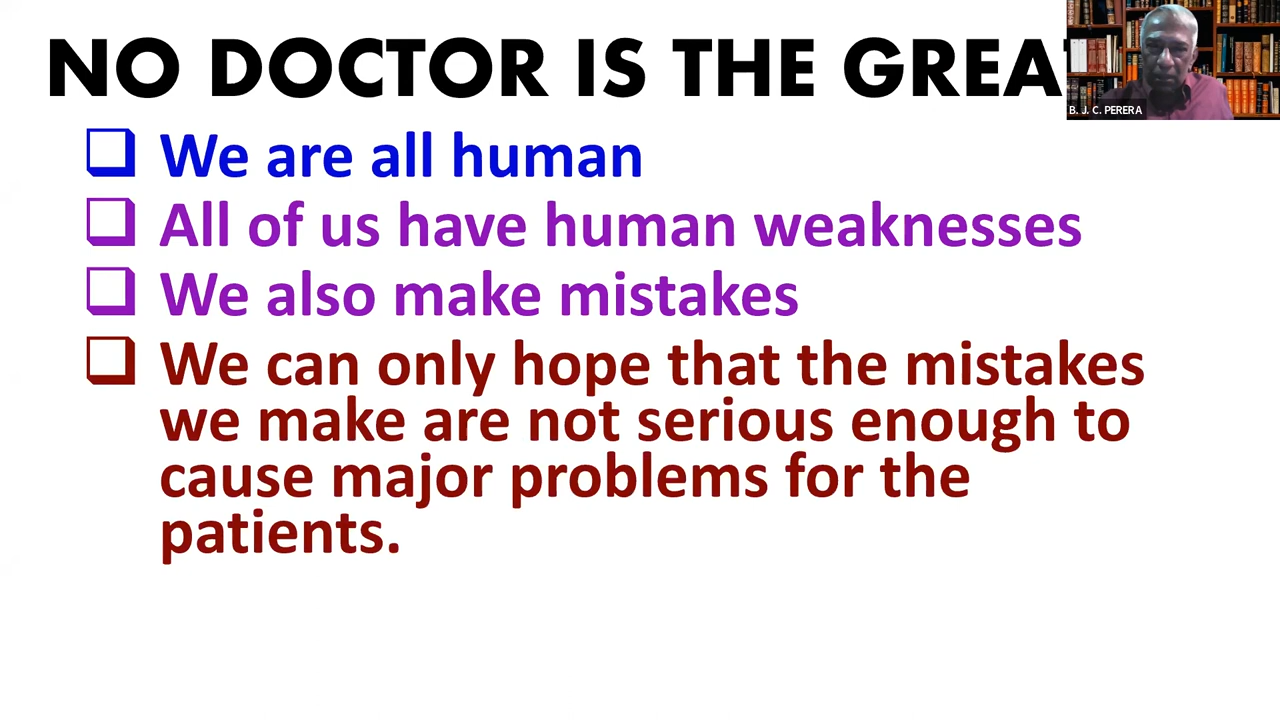 NO DOCTOR IS THE
B. J. C. PERERA
We are all human
All of us have human weaknesses
We also make mistakes
We can only hope that the mistakes
we make are not serious enough to
cause major problems for the
patients.